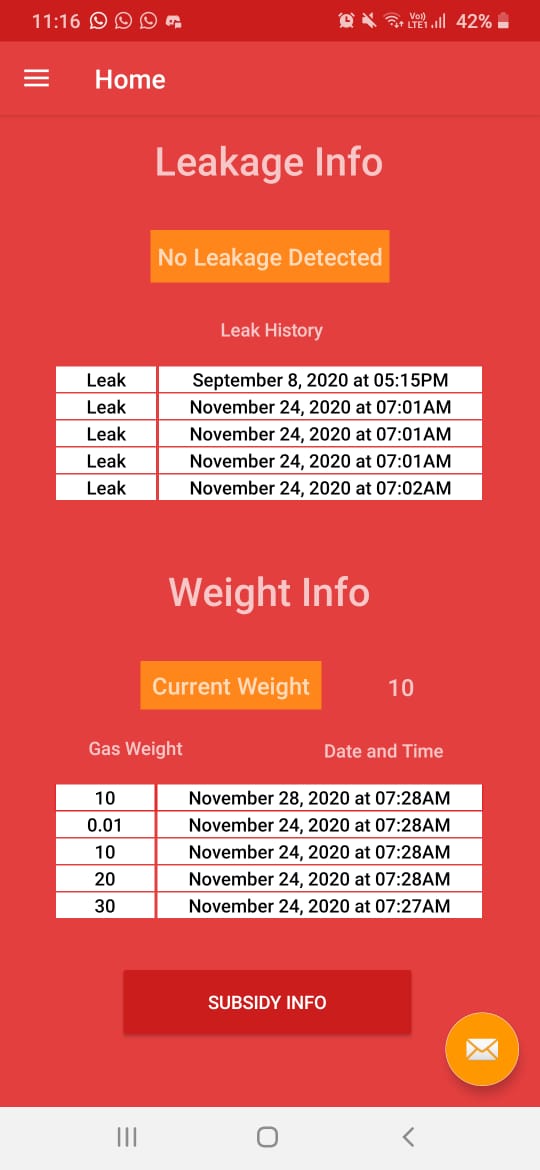 11:16 42%
Home
Leakage Info
No Leakage Detected
Leak History
Leak September 8, 2020 at 05:15PM
Leak November 24, 2020 at 07:01AM
Leak November 24, 2020 at 07:01AM
Leak November 24, 2020 at 07:01AM
Leak November 24, 2020 at 07:02AM
Weight Info
Current Weight 10
Gas Weight Date and Time
10 November 28, 2020 at 07:28AM
0.01 November 24, 2020 at 07:28AM
10 November 24, 2020 at 07:28AM
20 November 24, 2020 at 07:28AM
30 November 24, 2020 at 07:27AM
SUBSIDY INFO